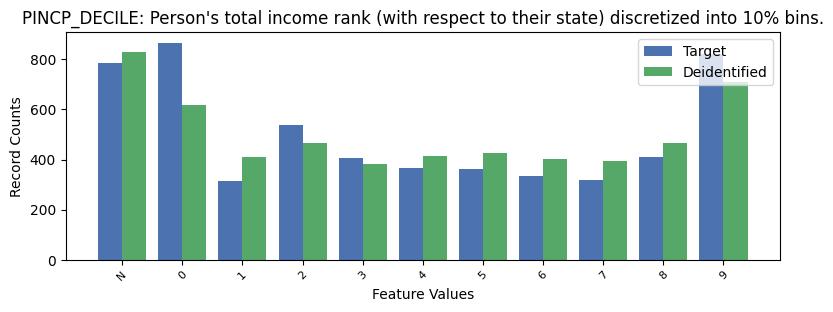 PINCP_DECILE: Person's total income rank (with respect to their state) discretized into 10% bins.
Target
Deidentified
Record Counts
800
600
400
200
0
N 0 1 2 3 4 5 6 7 8 9
Feature Values